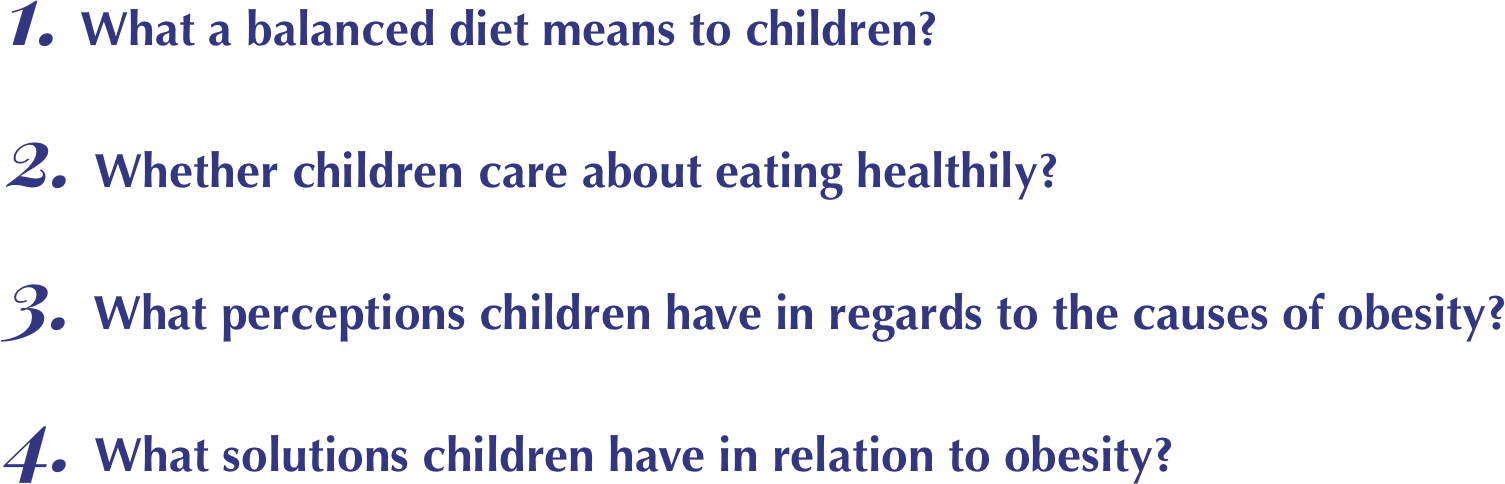 1. What a balanced diet means to children?
2. Whether children care about eating healthily?
3. What perceptions children have in regards to the causes of obesity?
4. What solutions children have in relation to obesity?